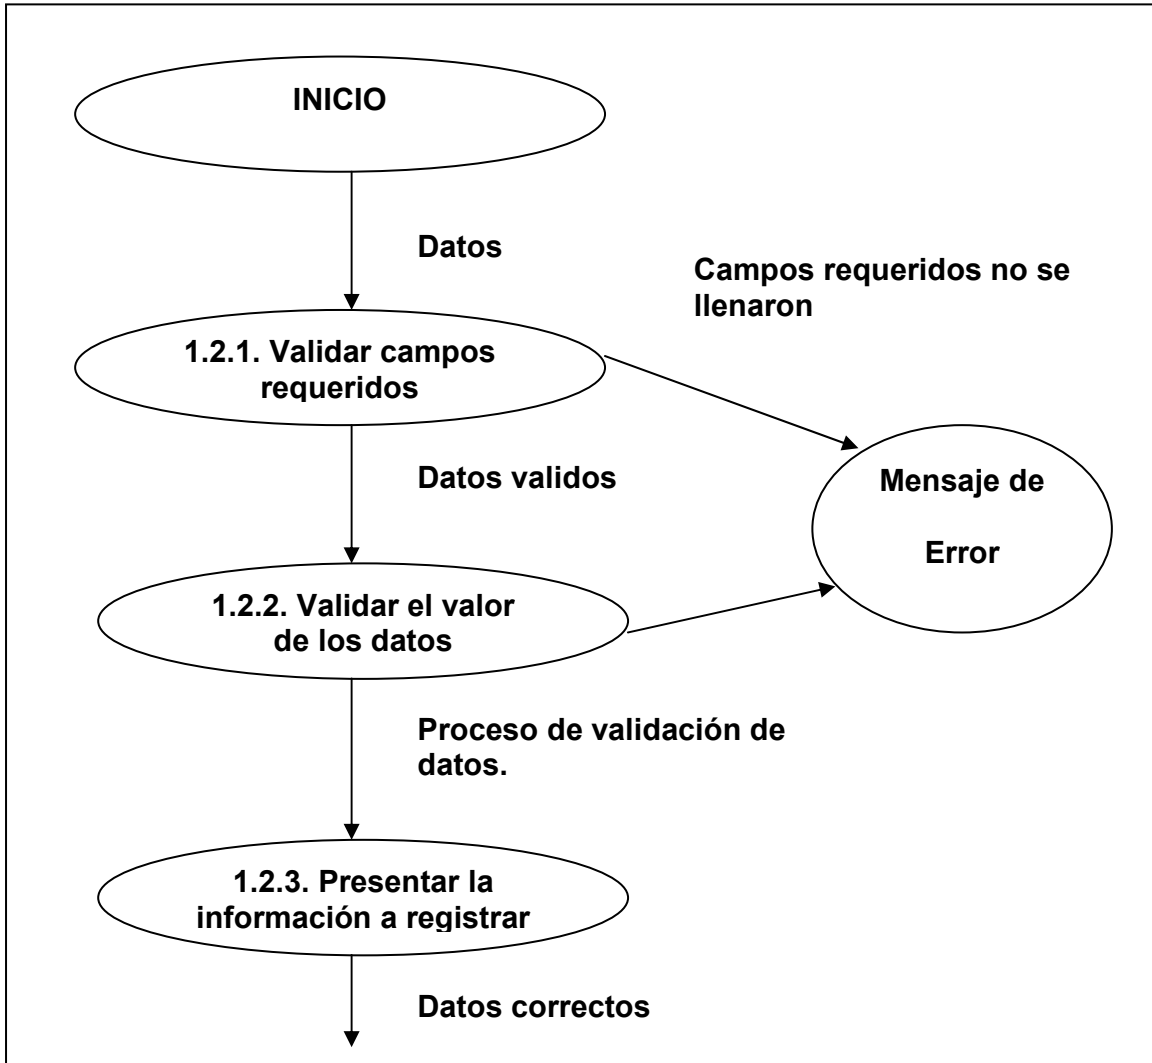 INICIO
Datos
Campos requeridos no se
llenaron
1.2.1. Validar campos
requeridos
Datos validos
Mensaje de
Error
1.2.2. Validar el valor
de los datos
Proceso de validación de
datos.
1.2.3. Presentar la
información a registrar
Datos correctos